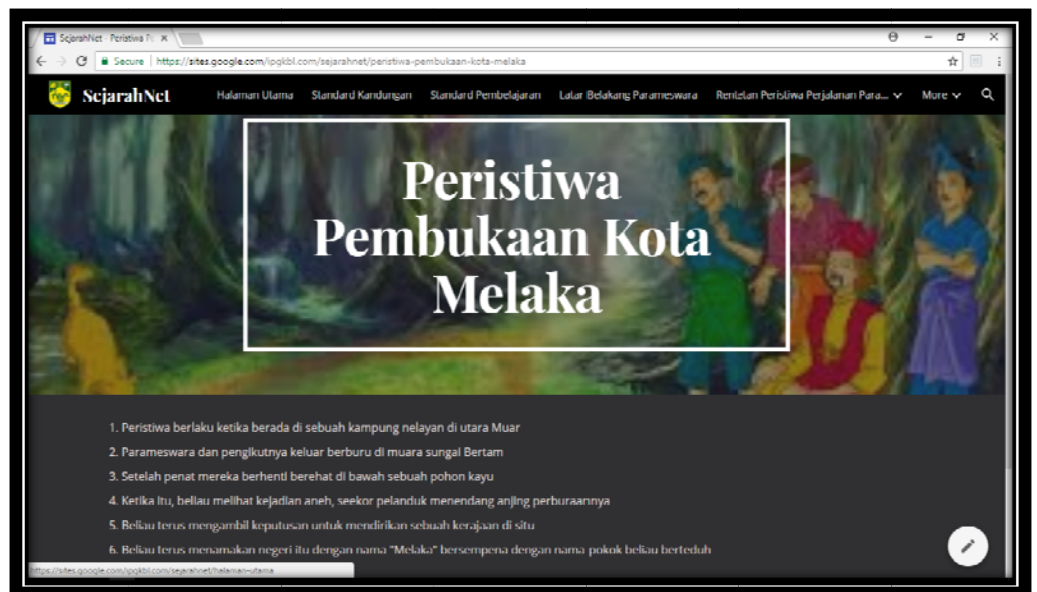 SejarahNet - Peristiwa Pe
Secure | https://sites.google.com/ipgkbl.com/sejarahnet/peristiwa-pembukaan-kota-melaka
SejarahNet
Halaman Utama
Standard Kandungan
Standard Pembelajaran
Latar Belakang Parameswara
Rentetan Peristiwa Perjalanan Para...
More
Peristiwa
Pembukaan Kota
Melaka
1. Peristiwa berlaku ketika berada di sebuah kampung nelayan di utara Muar
2. Parameswara dan pengikutnya keluar berburu di muara sungai Bertam
3. Setelah penat mereka berhenti berehat di bawah sebuah pohon kayu
4. Ketika itu, beliau melihat kejadian aneh, seekor pelanduk menendang anjing perburuannya
5. Beliau terus mengambil keputusan untuk mendirikan sebuah kerajaan di situ
6. Beliau terus menamakan negeri itu dengan nama "Melaka" bersempena dengan nama pokok beliau berteduh
https://sites.google.com/ipgkbl.com/sejarahnet/halaman-utama